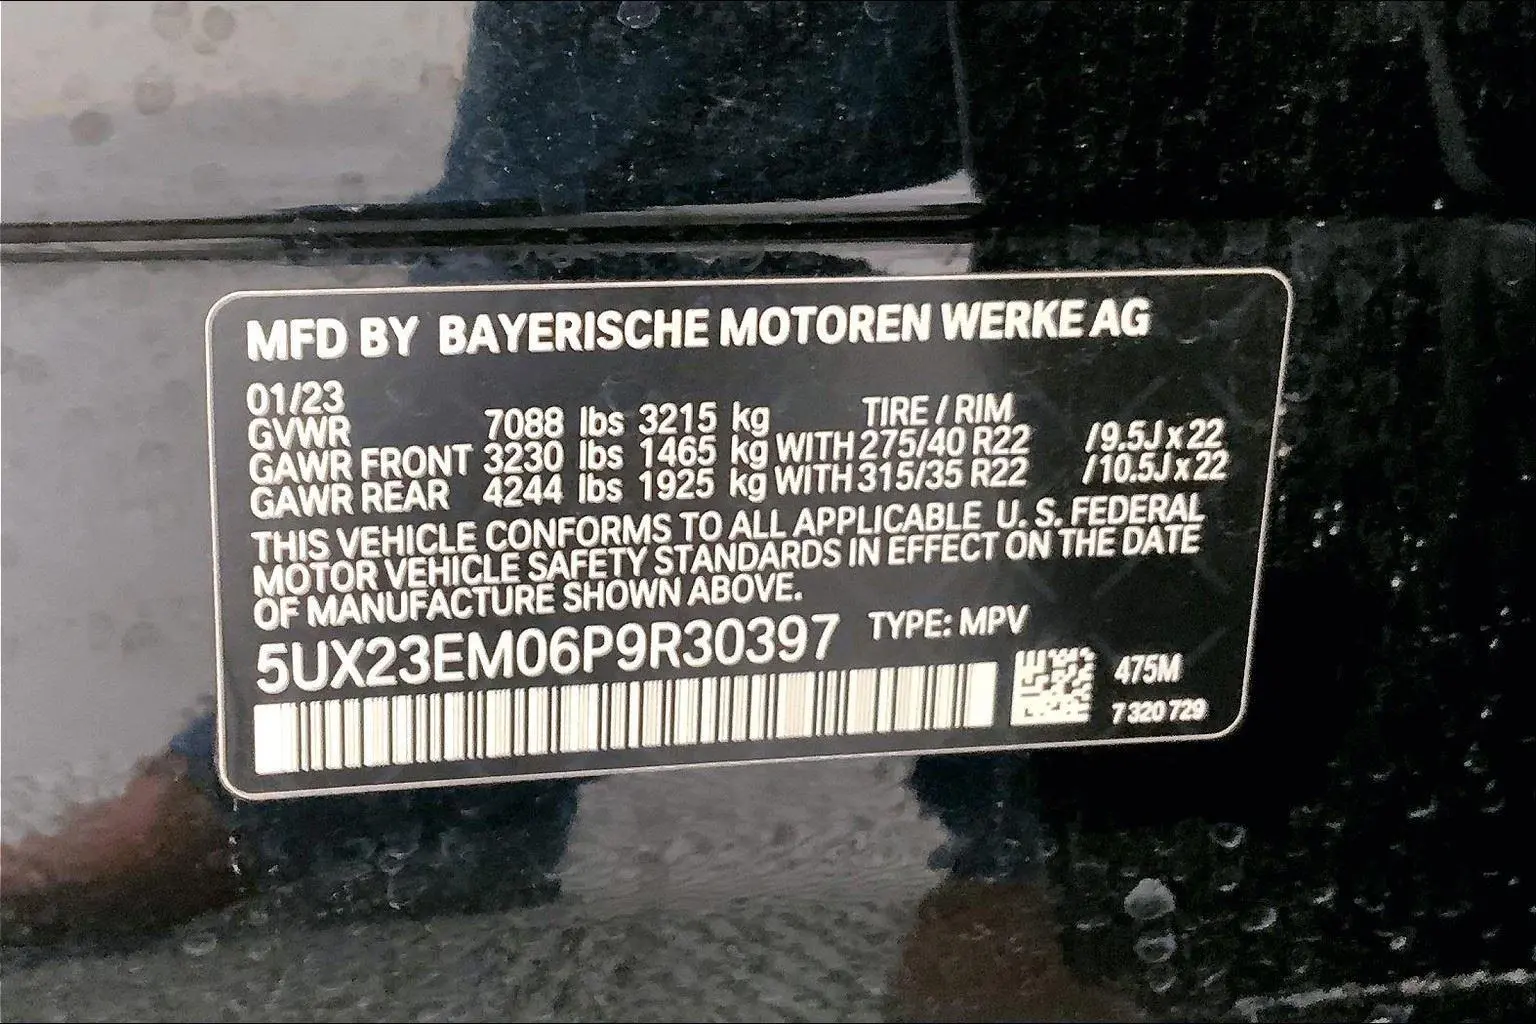 MFD BY BAYERISCHE MOTOREN WERKE AG
01/23 TIRE / RIM
GVWR 7088 lbs 3215 kg
GAWR FRONT 3230 lbs 1465 kg WITH 275/40 R22 /9.5J x 22
GAWR REAR 4244 lbs 1925 kg WITH 315/35 R22 /10.5J x 22
THIS VEHICLE CONFORMS TO ALL APPLICABLE U. S. FEDERAL
MOTOR VEHICLE SAFETY STANDARDS IN EFFECT ON THE DATE
OF MANUFACTURE SHOWN ABOVE.
5UX23EM06P9R30397 TYPE: MPV
475M
7 320 729